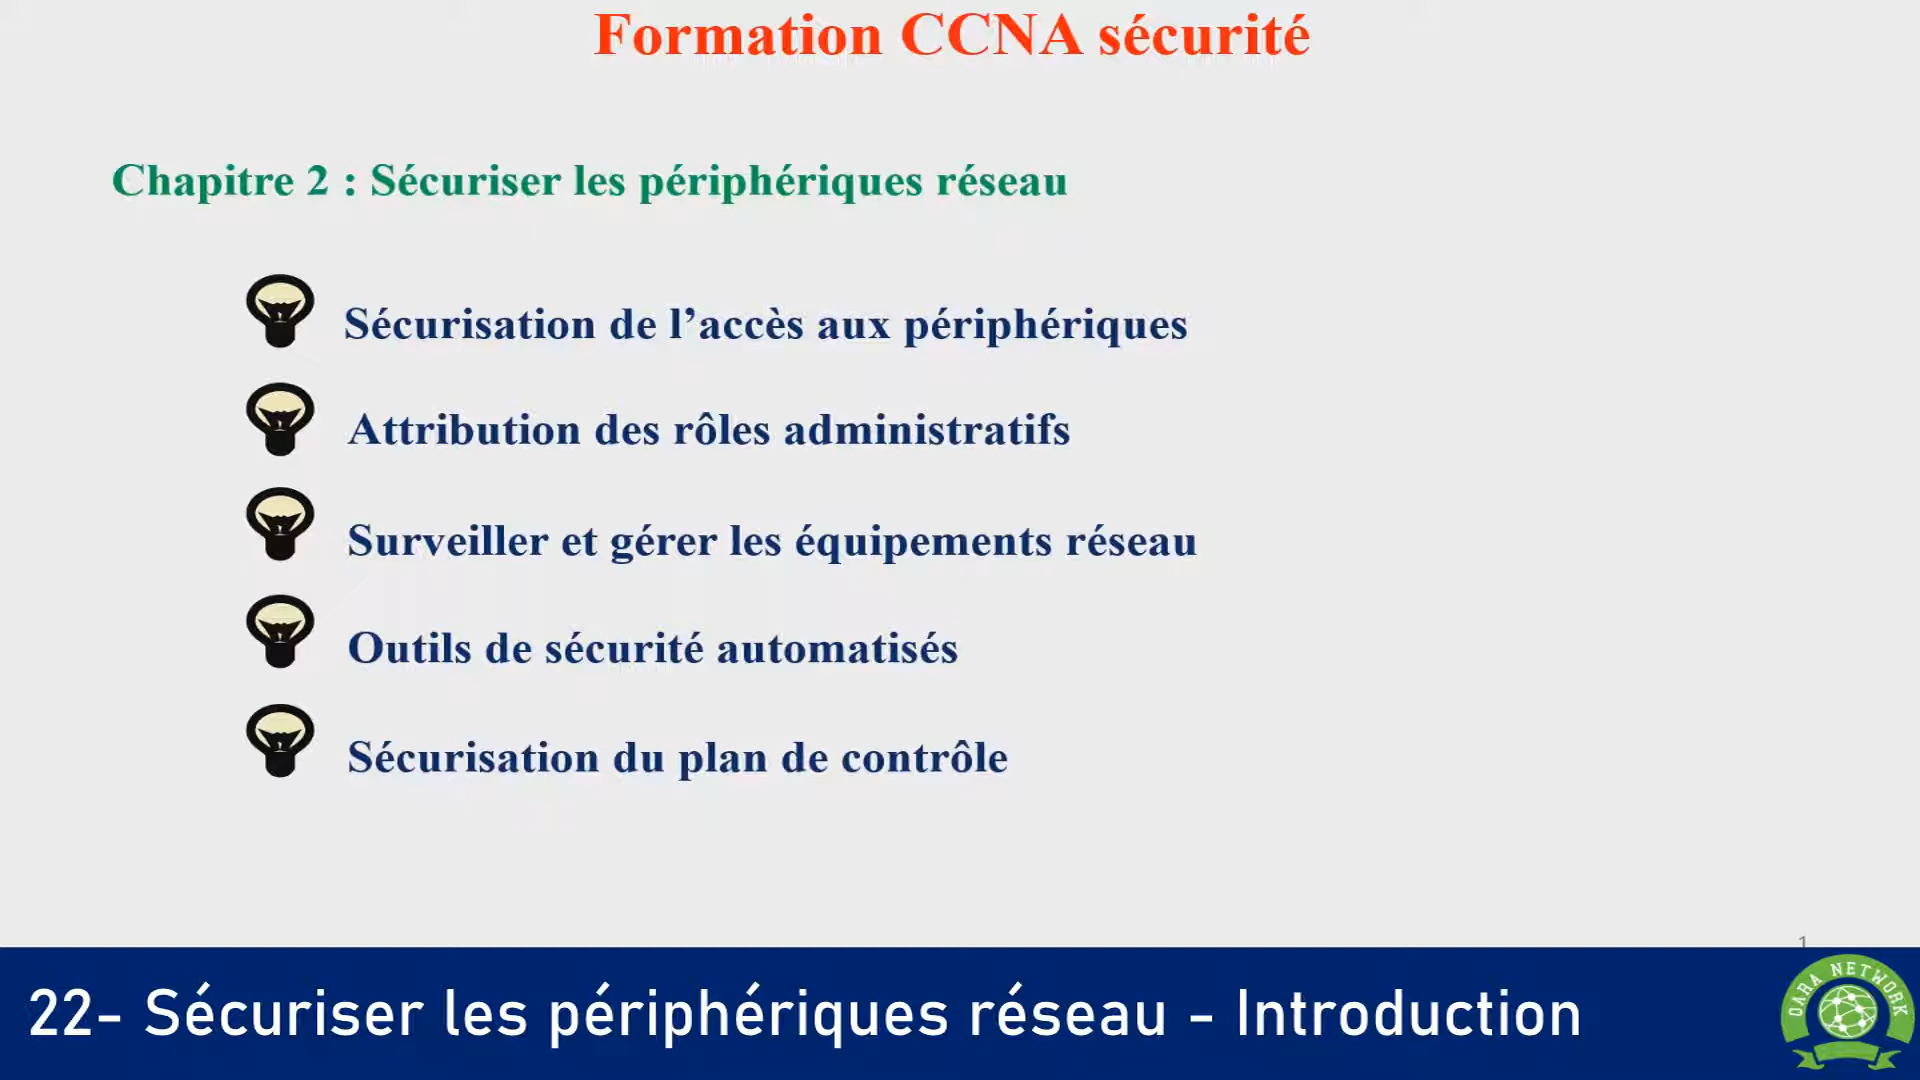 Formation CCNA sécurité
Chapitre 2 : Sécuriser les périphériques réseau
Sécurisation de l’accès aux périphériques
Attribution des rôles administratifs
Surveiller et gérer les équipements réseau
Outils de sécurité automatisés
Sécurisation du plan de contrôle
1
22- Sécuriser les périphériques réseau - Introduction
DARA NETWORK